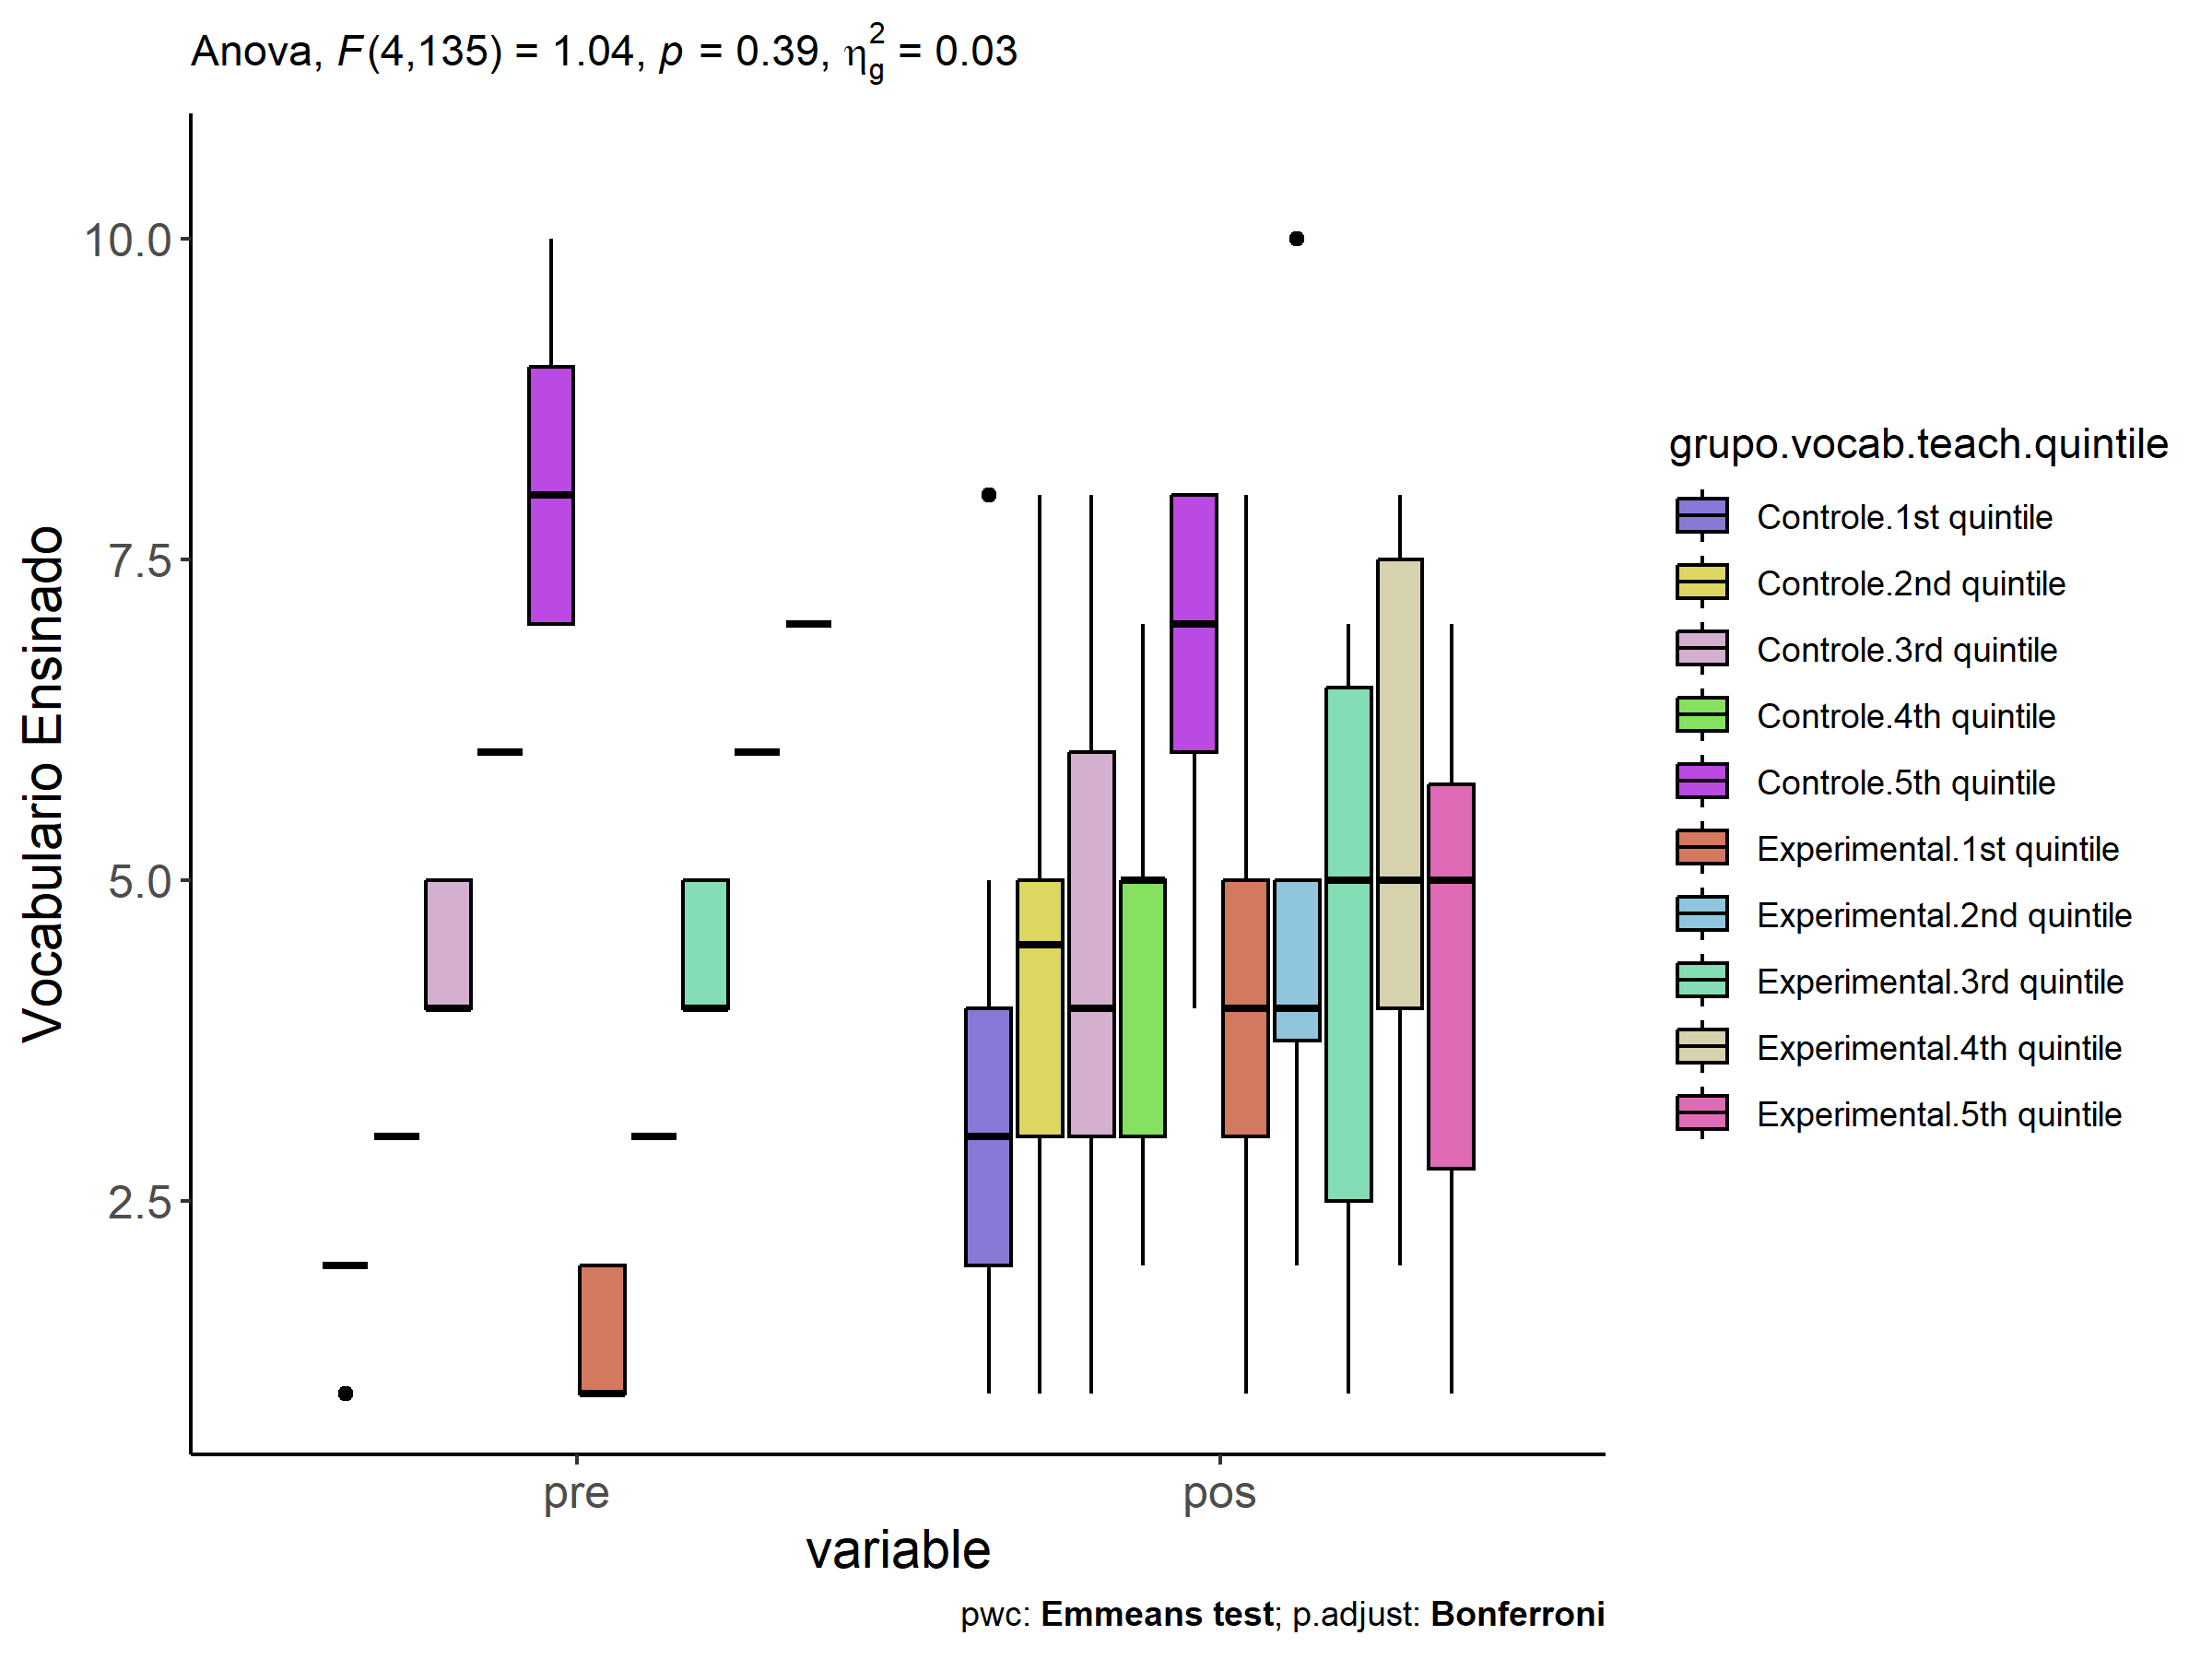 Anova, F(4,135) = 1.04, p = 0.39, η²g = 0.03
Vocabulario Ensinado
10.0
7.5
5.0
2.5
pre
pos
variable
grupo.vocab.teach.quintile
Controle.1st quintile
Controle.2nd quintile
Controle.3rd quintile
Controle.4th quintile
Controle.5th quintile
Experimental.1st quintile
Experimental.2nd quintile
Experimental.3rd quintile
Experimental.4th quintile
Experimental.5th quintile
pwc: Emmeans test; p.adjust: Bonferroni